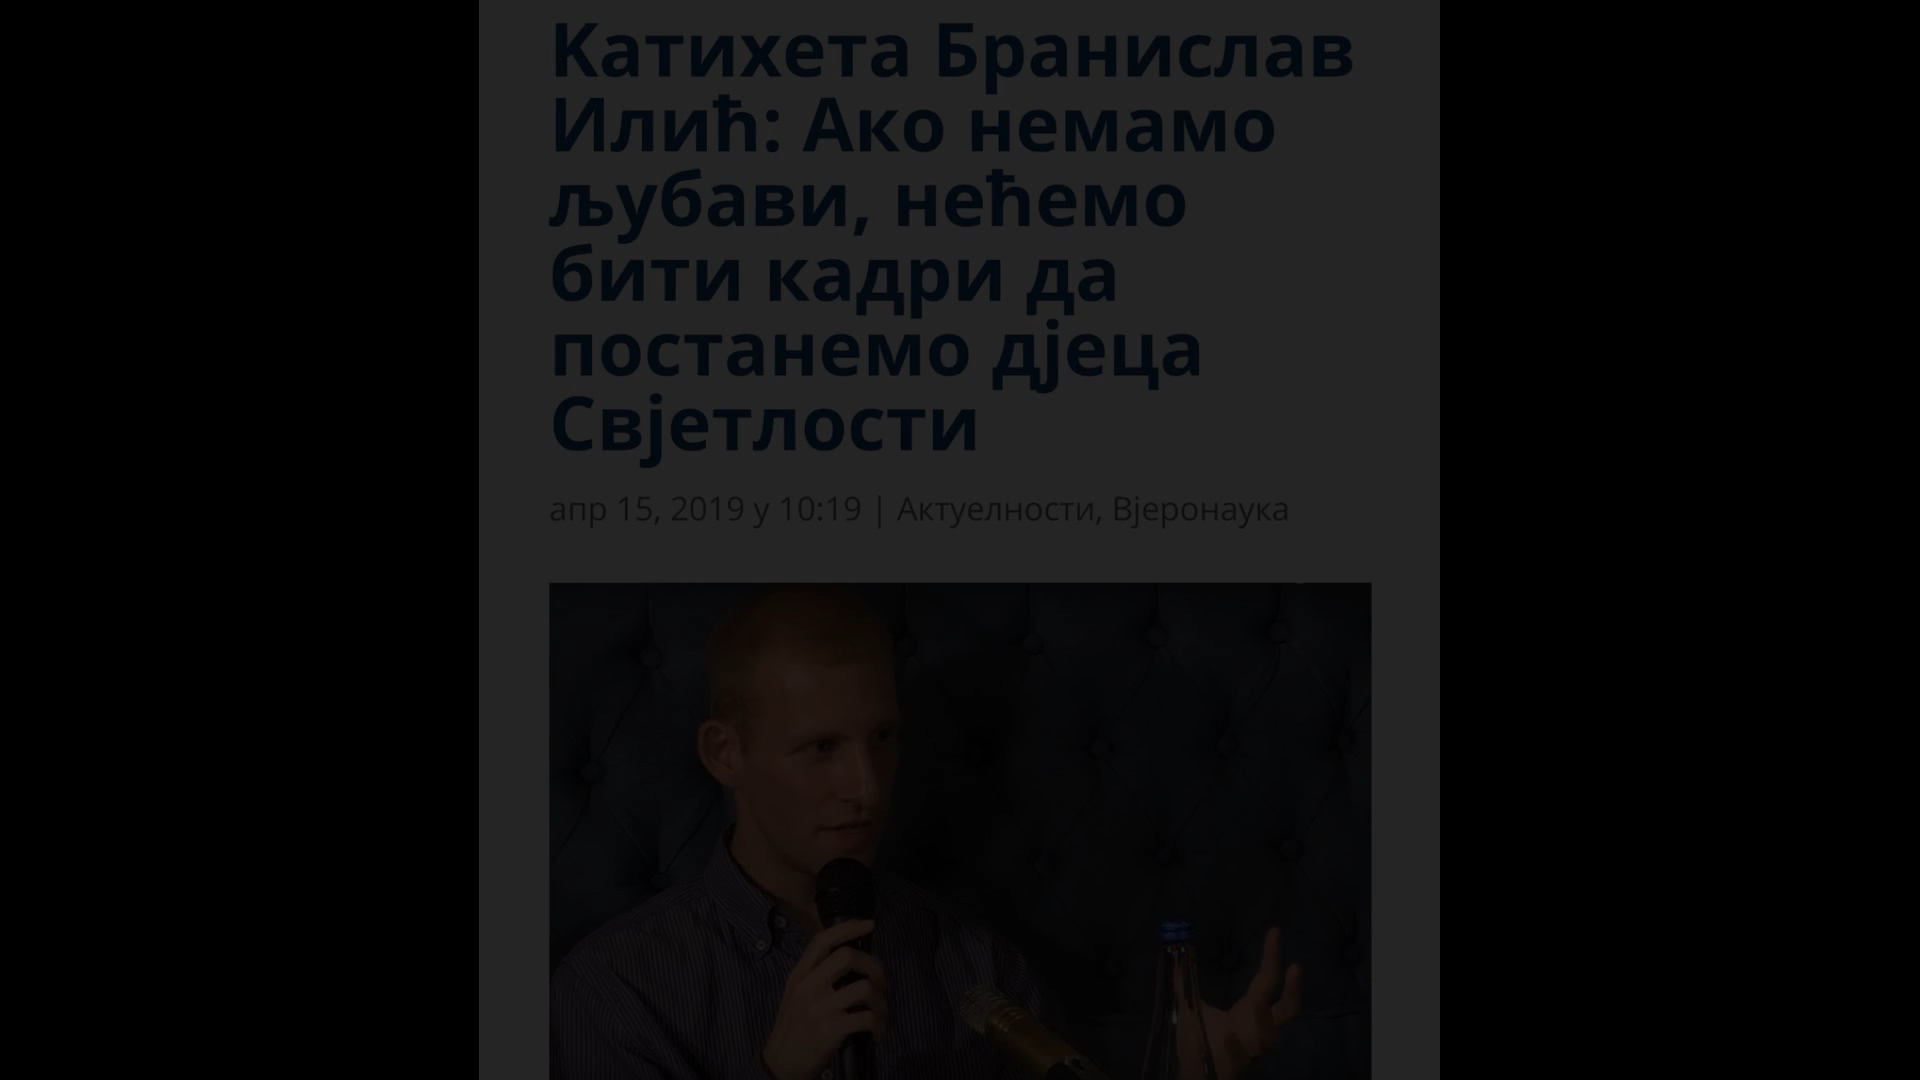 Катихета Бранислав
Илић: Ако немамо
љубави, нећемо
бити кадри да
постанемо дјеца
Свјетлости
апр 15, 2019 у 10:19 | Актуелности, Вјеронаука